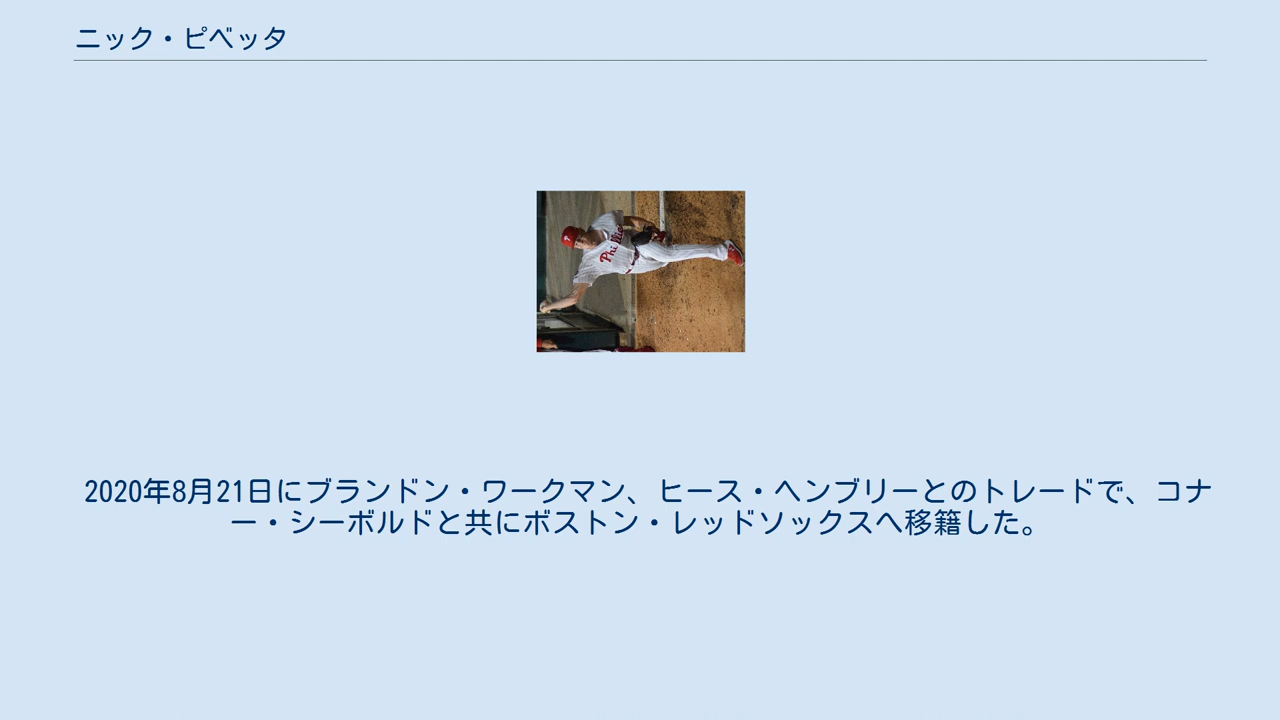 ニック・ピベッタ
Phillies
2020年8月21日にブランドン・ワークマン、ヒース・ヘンブリーとのトレードで、コナ
ー・シーボルドと共にボストン・レッドソックスへ移籍した。